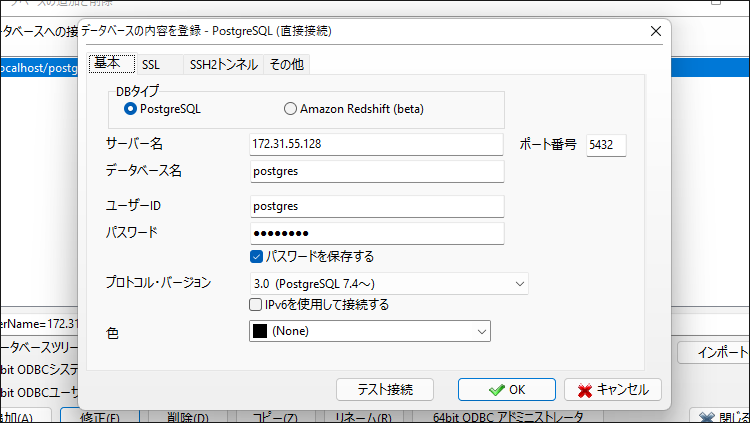 データベースの追加と削除
データベースの内容を登録 - PostgreSQL (直接接続)
タベースへの接
基本 SSL SSH2トンネル その他
ocalhost/postg
DBタイプ
PostgreSQL Amazon Redshift (beta)
サーバー名 172.31.55.128 ポート番号 5432
データベース名 postgres
ユーザーID postgres
パスワード ●●●●●●●●
パスワードを保存する
プロトコル・バージョン 3.0 (PostgreSQL 7.4～)
IPv6を使用して接続する
erName=172.31
色 (None)
ータベースツリー
インポート
bit ODBCシステ
bit ODBCユーザ
テスト接続 OK キャンセル
追加(A) 修正(E) 削除(D) コピー(Z) リネーム(R) 64bit ODBC アドミニストレータ 閉じる